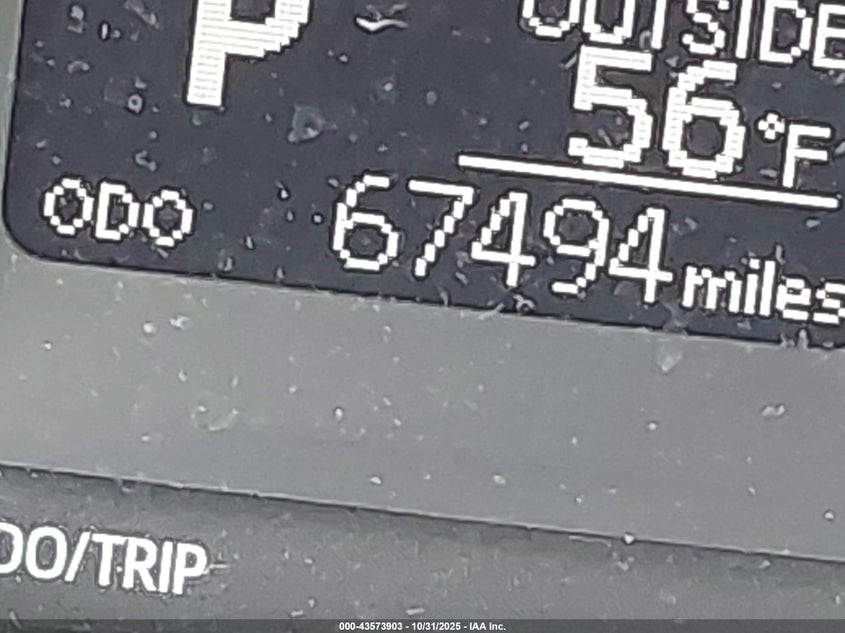 P
OUTSIDE
56°F
ODO 67494 miles
DO/TRIP
000-43573903 - 10/31/2025 - IAA Inc.